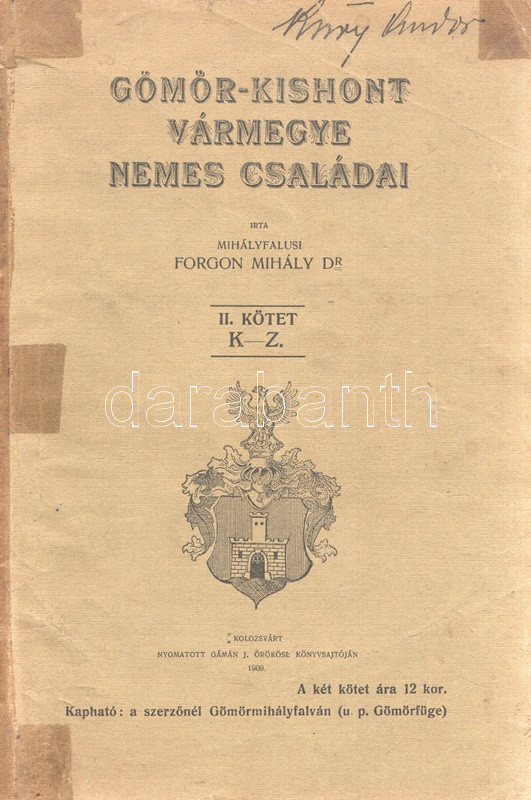 GÖMÖR-KISHONT
VÁRMEGYE
NEMES CSALÁDAI
IRTA
MIHÁLYFALUSI
FORGON MIHÁLY DR
II. KÖTET
K—Z.
darabanth
KOLOZSVÁRT
NYOMATOTT GÁMÁN J. ÖRÖKÖSE KÖNYVSAJTÓJÁN
1909.
A két kötet ára 12 kor.
Kapható: a szerzőnél Gömörmihályfalván (u. p. Gömörfüge)